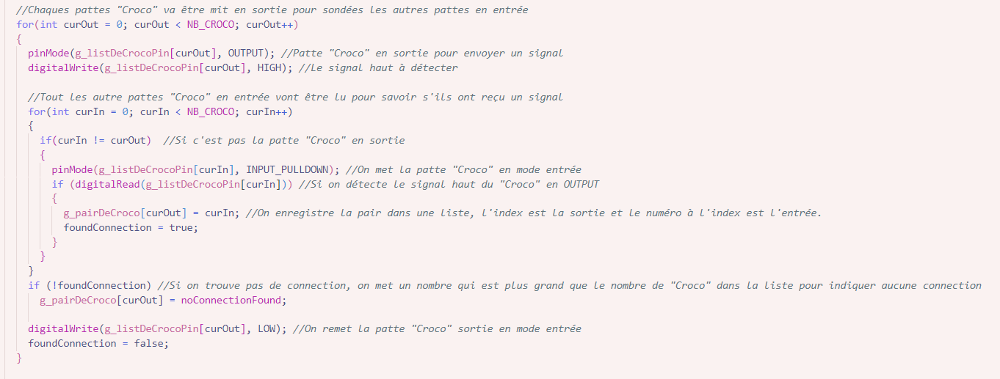 //Chaques pattes "Croco" va être mit en sortie pour sondées les autres pattes en entrée
for(int curOut = 0; curOut < NB_CROCO; curOut++)
{
  pinMode(g_listDeCrocoPin[curOut], OUTPUT); //Patte "Croco" en sortie pour envoyer un signal
  digitalWrite(g_listDeCrocoPin[curOut], HIGH); //Le signal haut à détecter

  //Tout les autre pattes "Croco" en entrée vont être lu pour savoir s'ils ont reçu un signal
  for(int curIn = 0; curIn < NB_CROCO; curIn++)
  {
    if(curIn != curOut)  //Si c'est pas la patte "Croco" en sortie
    {
      pinMode(g_listDeCrocoPin[curIn], INPUT_PULLDOWN); //On met la patte "Croco" en mode entrée
      if (digitalRead(g_listDeCrocoPin[curIn])) //Si on détecte le signal haut du "Croco" en OUTPUT
      {
        g_pairDeCroco[curOut] = curIn; //On enregistre la pair dans une liste, l'index est la sortie et le numéro à l'index est l'entrée.
        foundConnection = true;
      }
    }
  }
  if (!foundConnection) //Si on trouve pas de connection, on met un nombre qui est plus grand que le nombre de "Croco" dans la liste pour indiquer aucune connection
    g_pairDeCroco[curOut] = noConnectionFound;

  digitalWrite(g_listDeCrocoPin[curOut], LOW); //On remet la patte "Croco" sortie en mode entrée
  foundConnection = false;
}